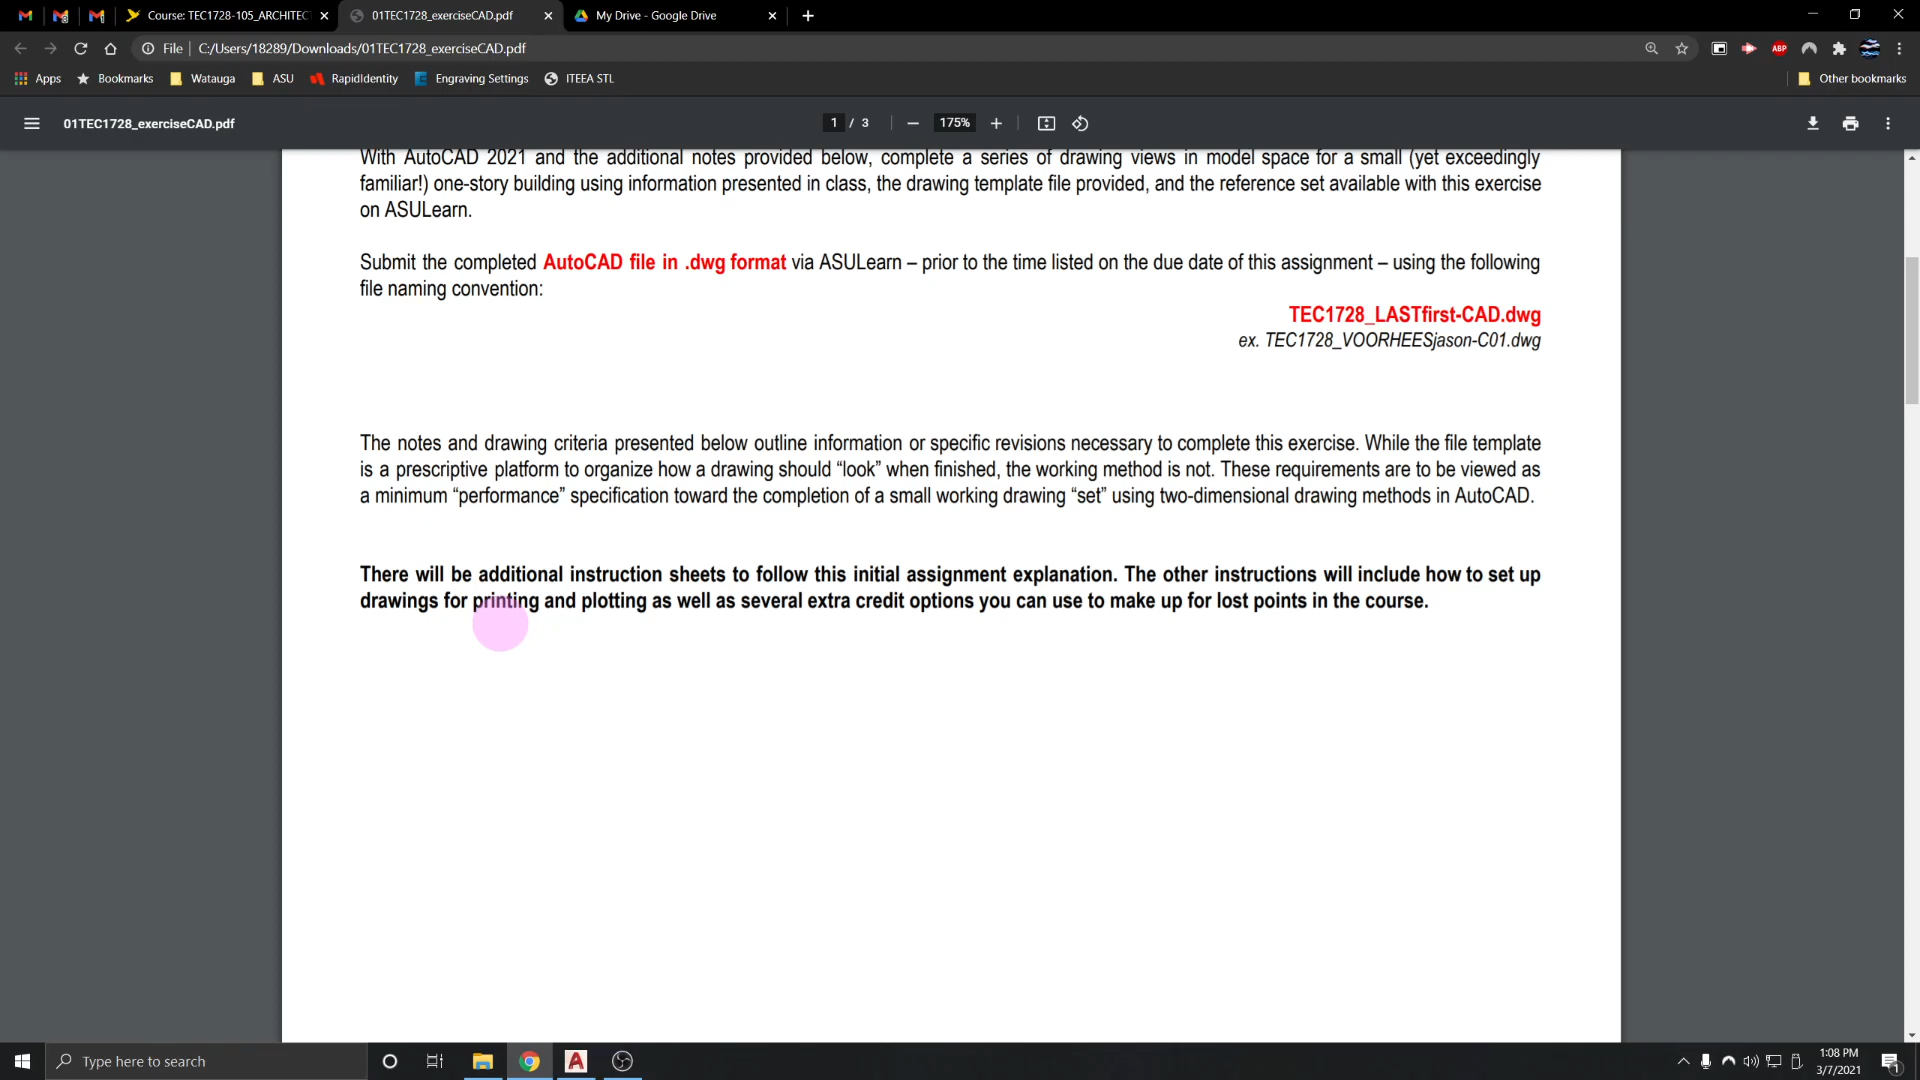 Course: TEC1728-105_ARCHITECT
01TEC1728_exerciseCAD.pdf
My Drive - Google Drive
File
C:/Users/18289/Downloads/01TEC1728_exerciseCAD.pdf
ABP
Apps
Bookmarks
Watauga
ASU
RapidIdentity
Engraving Settings
ITEEA STL
Other bookmarks
01TEC1728_exerciseCAD.pdf
1 / 3
175%
With AutoCAD 2021 and the additional notes provided below, complete a series of drawing views in model space for a small (yet exceedingly
familiar!) one-story building using information presented in class, the drawing template file provided, and the reference set available with this exercise
on ASULearn.
Submit the completed AutoCAD file in .dwg format via ASULearn – prior to the time listed on the due date of this assignment – using the following
file naming convention:
TEC1728_LASTfirst-CAD.dwg
ex. TEC1728_VOORHEESjason-C01.dwg
The notes and drawing criteria presented below outline information or specific revisions necessary to complete this exercise. While the file template
is a prescriptive platform to organize how a drawing should “look” when finished, the working method is not. These requirements are to be viewed as
a minimum “performance” specification toward the completion of a small working drawing “set” using two-dimensional drawing methods in AutoCAD.
There will be additional instruction sheets to follow this initial assignment explanation. The other instructions will include how to set up
drawings for printing and plotting as well as several extra credit options you can use to make up for lost points in the course.
Type here to search
1:08 PM
3/7/2021
1